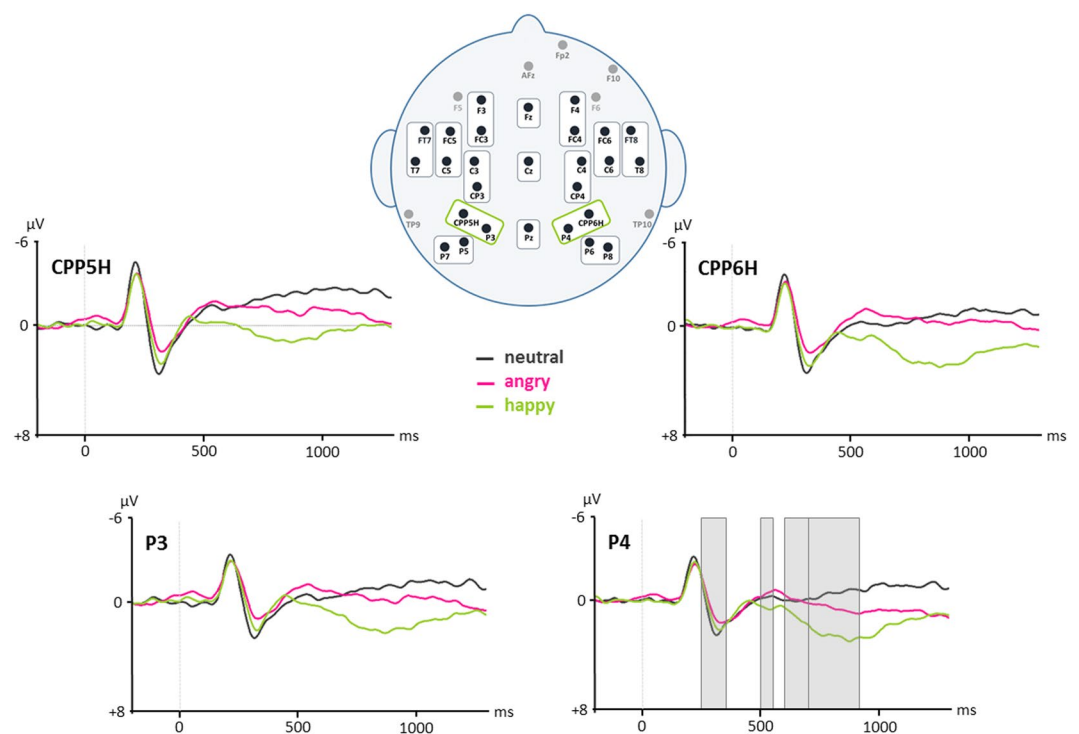 Fp2
AFz
F10
F5
F3
Fz
F4
F6
FT7
FC5
FC3
FC4
FC6
FT8
T7
C5
C3
Cz
C4
C6
T8
CP3
CP4
TP9
CPP5H
P3
Pz
P4
CPP6H
TP10
P7
P5
P6
P8
µV
-6
CPP5H
0
+8
0
500
1000
ms
neutral
angry
happy
µV
-6
CPP6H
0
+8
0
500
1000
ms
µV
-6
P3
0
+8
0
500
1000
ms
µV
-6
P4
0
+8
0
500
1000
ms